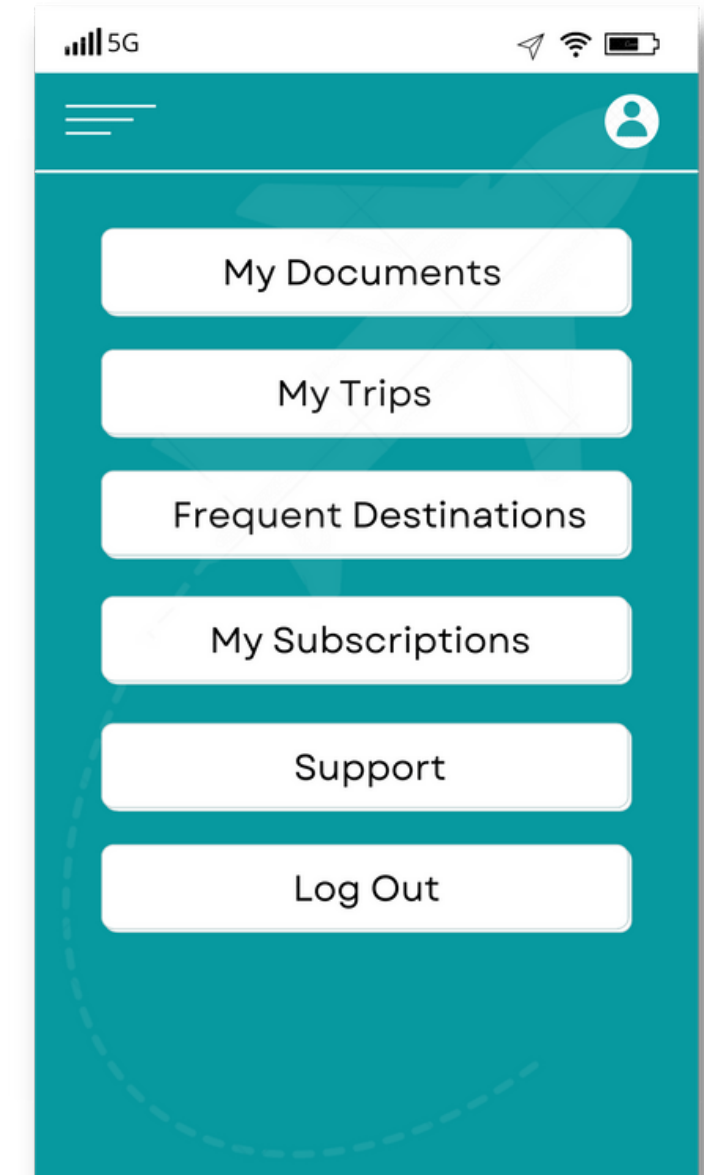 5G
My Documents
My Trips
Frequent Destinations
My Subscriptions
Support
Log Out